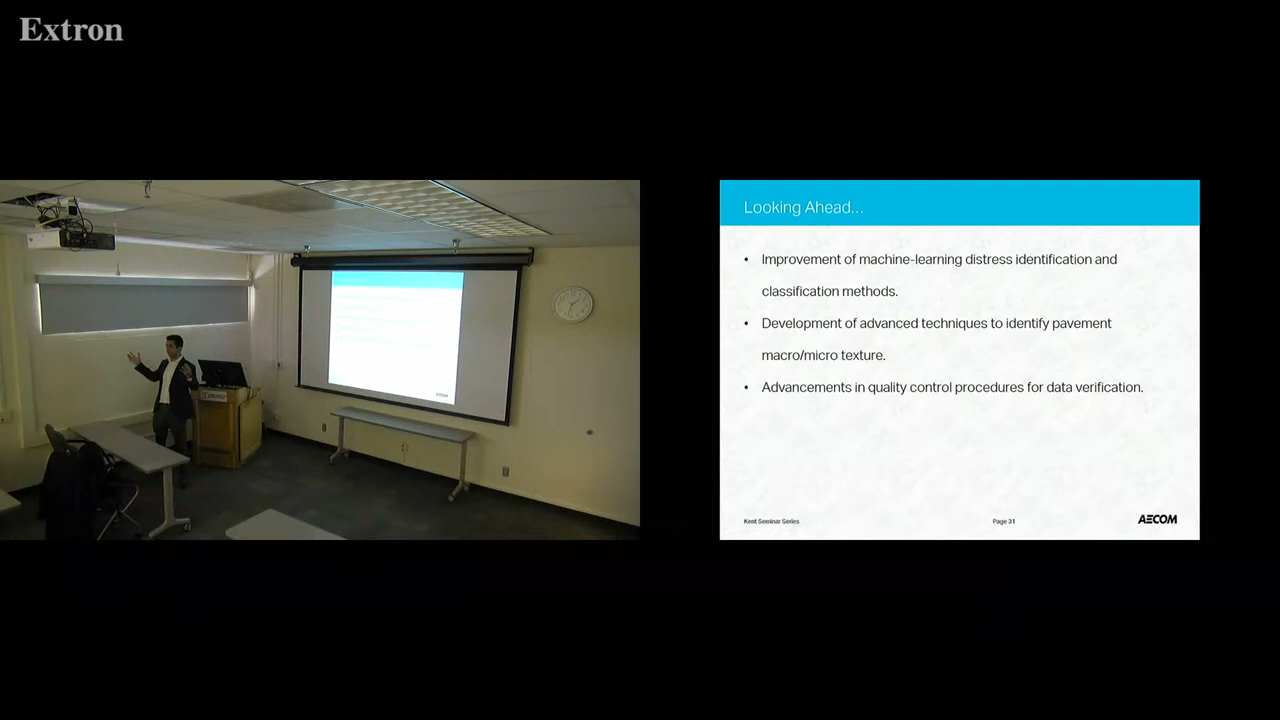 Extron
Looking Ahead...
• Improvement of machine-learning distress identification and
classification methods.
• Development of advanced techniques to identify pavement
macro/micro texture.
• Advancements in quality control procedures for data verification.
Kent Seminar Series
Page 31
AECOM